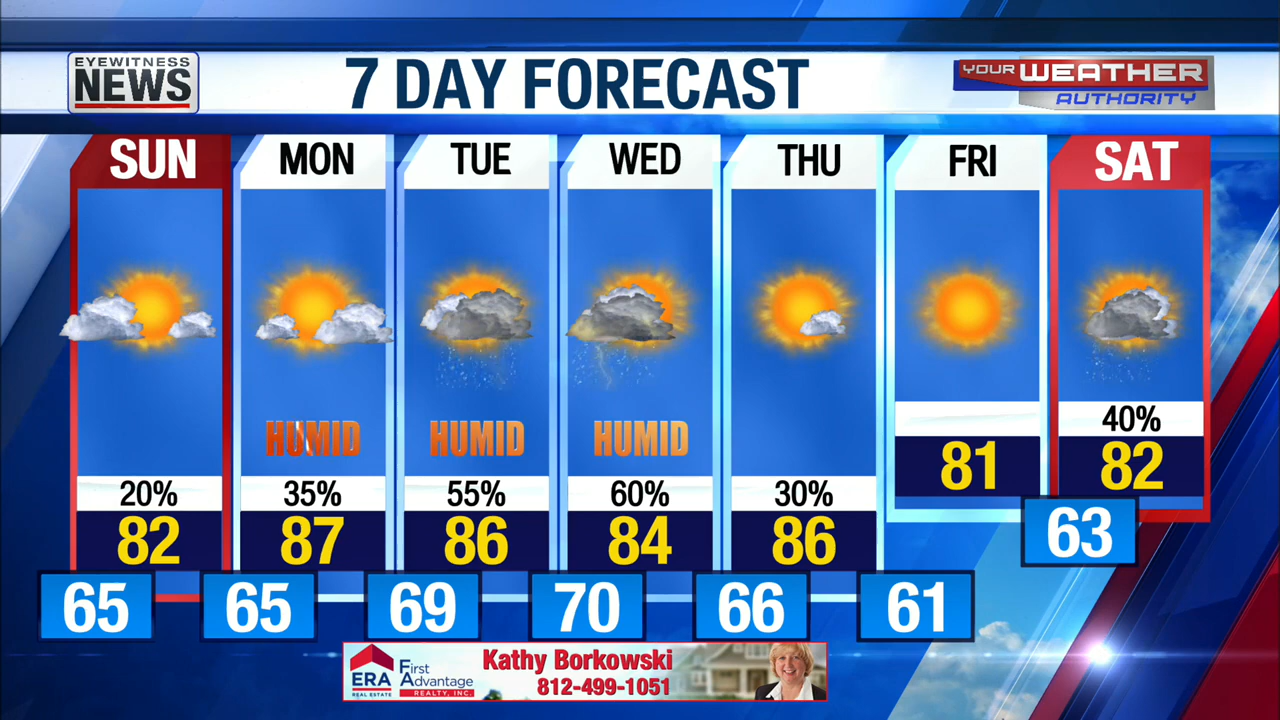 EYEWITNESS
NEWS
7 DAY FORECAST
YOUR WEATHER
AUTHORITY
SUN
MON
TUE
WED
THU
FRI
SAT
HUMID
HUMID
HUMID
20%
35%
55%
60%
30%
40%
82
87
86
84
86
81
82
65
65
69
70
66
61
63
ERA
REAL ESTATE
First
Advantage
REALTY, INC.
Kathy Borkowski
812-499-1051